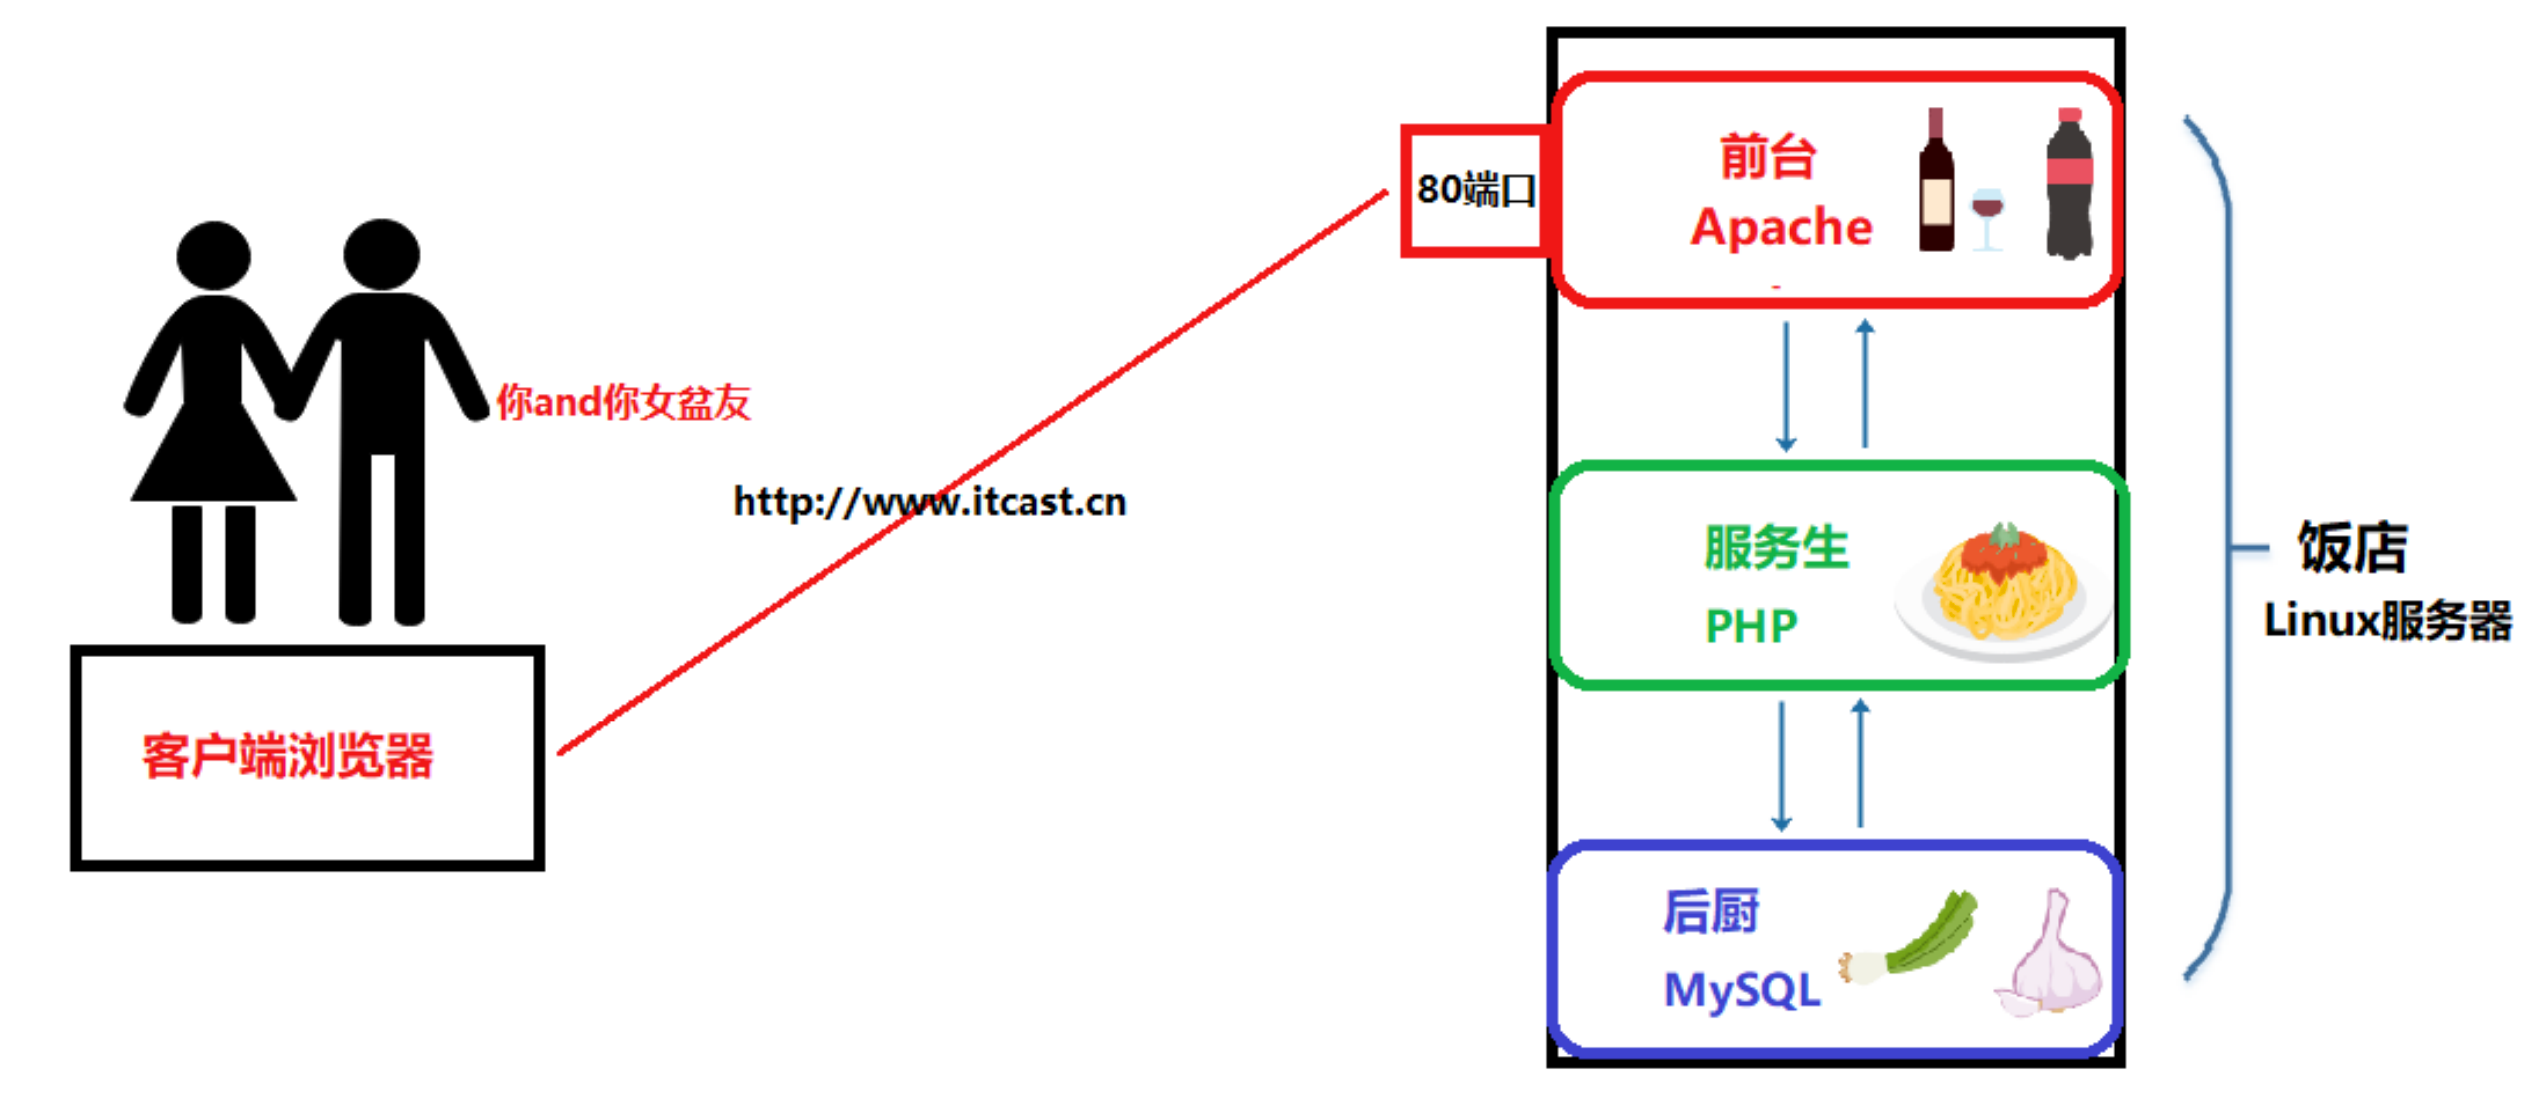 你and你女盆友
客户端浏览器
http://www.itcast.cn
80端口
前台
Apache
服务生
PHP
后厨
MySQL
饭店
Linux服务器